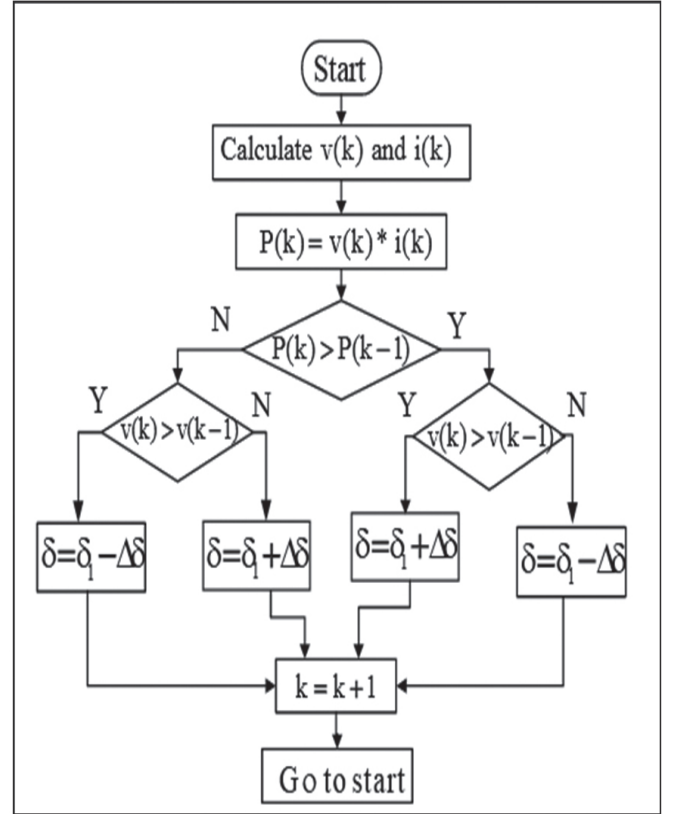 Start
Calculate v(k) and i(k)
P(k) = v(k) * i(k)
N
Y
P(k) > P(k-1)
Y
N
Y
N
v(k) > v(k-1)
v(k) > v(k-1)
δ=δ₁-Δδ
δ=δ₁+Δδ
δ=δ₁+Δδ
δ=δ₁-Δδ
k = k+1
Go to start